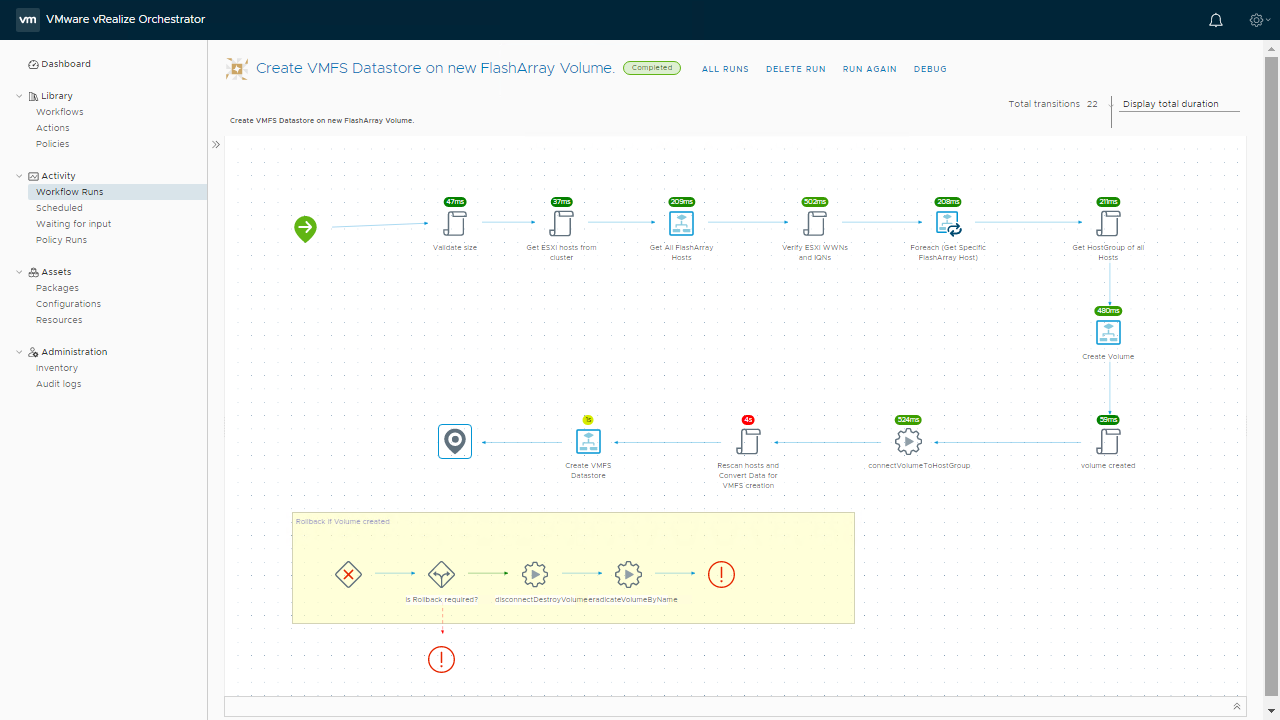 vm VMware vRealize Orchestrator
Dashboard
Library
Workflows
Actions
Policies
Activity
Workflow Runs
Scheduled
Waiting for input
Policy Runs
Assets
Packages
Configurations
Resources
Administration
Inventory
Audit logs
Create VMFS Datastore on new FlashArray Volume. Completed ALL RUNS DELETE RUN RUN AGAIN DEBUG
Total transitions 22 Display total duration
Create VMFS Datastore on new FlashArray Volume.
47ms
Validate size
37ms
Get ESXi hosts from
cluster
209ms
Get All FlashArray
Hosts
502ms
Verify ESXi WWNs
and IQNs
208ms
Foreach (Get Specific
FlashArray Host)
211ms
Get HostGroup of all
Hosts
480ms
Create Volume
59ms
volume created
524ms
connectVolumeToHostGroup
4s
Rescan hosts and
Convert Data for
VMFS creation
1s
Create VMFS
Datastore
Rollback if Volume created
Is Rollback required?
disconnectDestroyVolume
eradicateVolumeByName